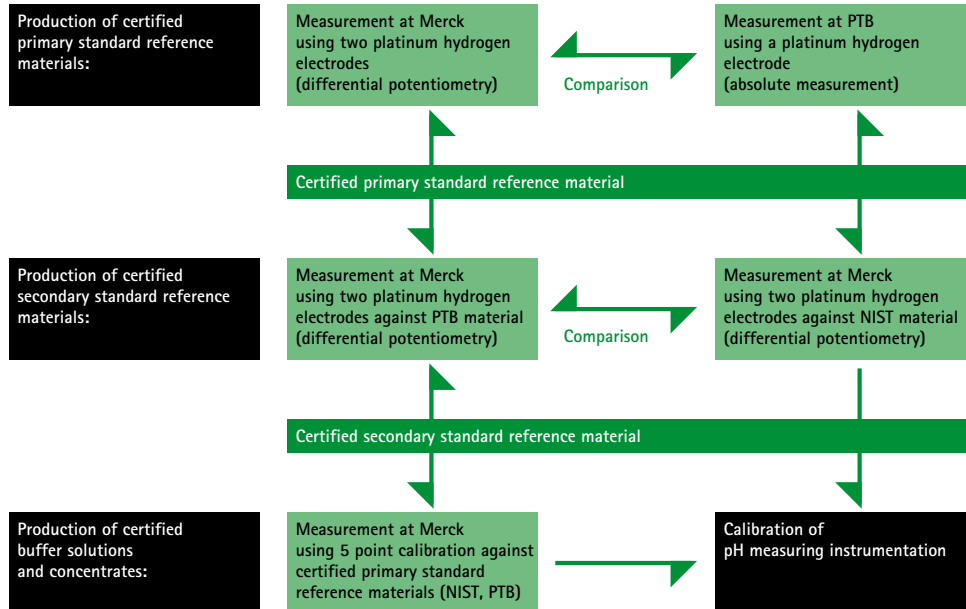 Production of certified
primary standard reference
materials:
Measurement at Merck
using two platinum hydrogen
electrodes
(differential potentiometry)
Comparison
Measurement at PTB
using a platinum hydrogen
electrode
(absolute measurement)
Certified primary standard reference material
Production of certified
secondary standard reference
materials:
Measurement at Merck
using two platinum hydrogen
electrodes against PTB material
(differential potentiometry)
Comparison
Measurement at Merck
using two platinum hydrogen
electrodes against NIST material
(differential potentiometry)
Certified secondary standard reference material
Production of certified
buffer solutions
and concentrates:
Measurement at Merck
using 5 point calibration against
certified primary standard
reference materials (NIST, PTB)
Calibration of
pH measuring instrumentation